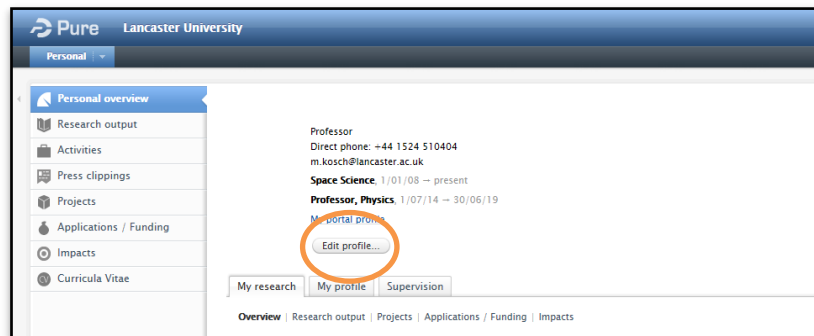 Pure Lancaster University
Personal
Personal overview
Research output
Activities
Press clippings
Projects
Applications / Funding
Impacts
CV Curricula Vitae
Professor
Direct phone: +44 1524 510404
m.kosch@lancaster.ac.uk
Space Science, 1/01/08 → present
Professor, Physics, 1/07/14 → 30/06/19
My portal profile
Edit profile...
My research My profile Supervision
Overview | Research output | Projects | Applications / Funding | Impacts